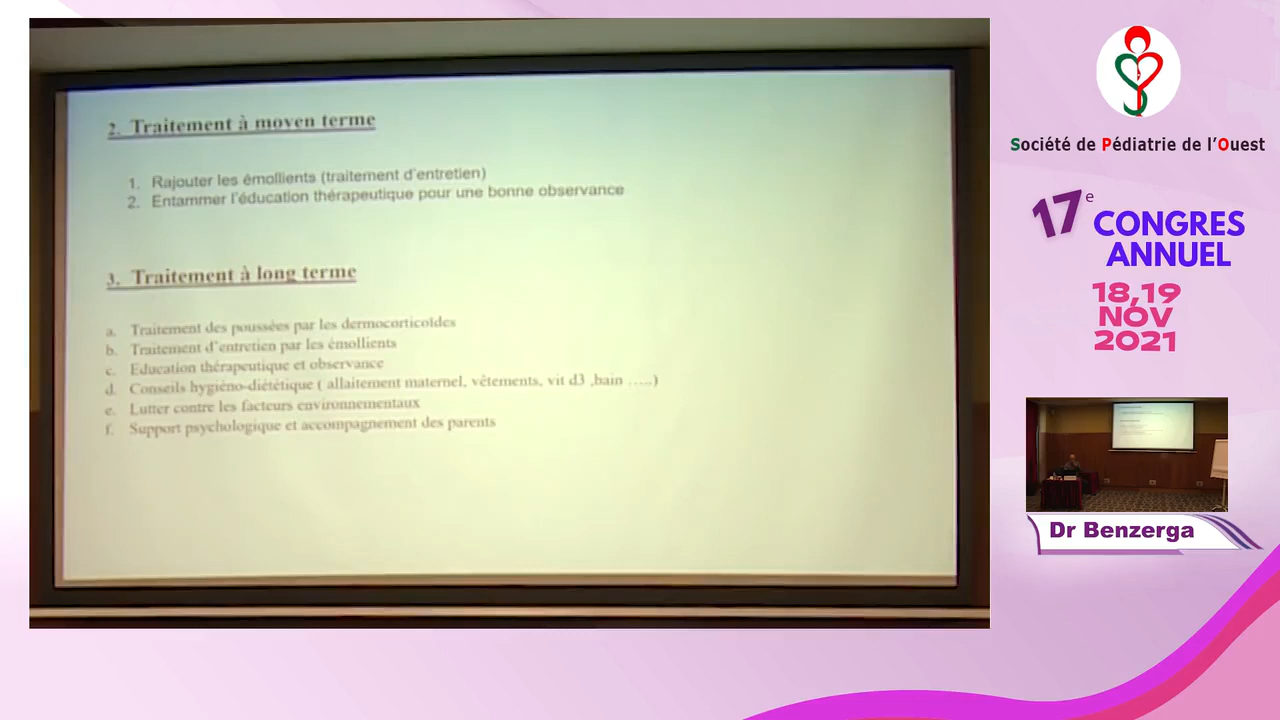 2. Traitement à moyen terme
1. Rajouter les émollients (traitement d'entretien)
2. Entammer l'éducation thérapeutique pour une bonne observance
3. Traitement à long terme
a. Traitement des poussées par les dermocorticoïdes
b. Traitement d'entretien par les émollients
c. Education thérapeutique et observance
d. Conseils hygiéno-diététique ( allaitement maternel, vêtements, vit d3 ,bain …..)
e. Lutter contre les facteurs environnementaux
f. Support psychologique et accompagnement des parents
Société de Pédiatrie de l'Ouest
17e CONGRES
ANNUEL
18,19
NOV
2021
Dr Benzerga